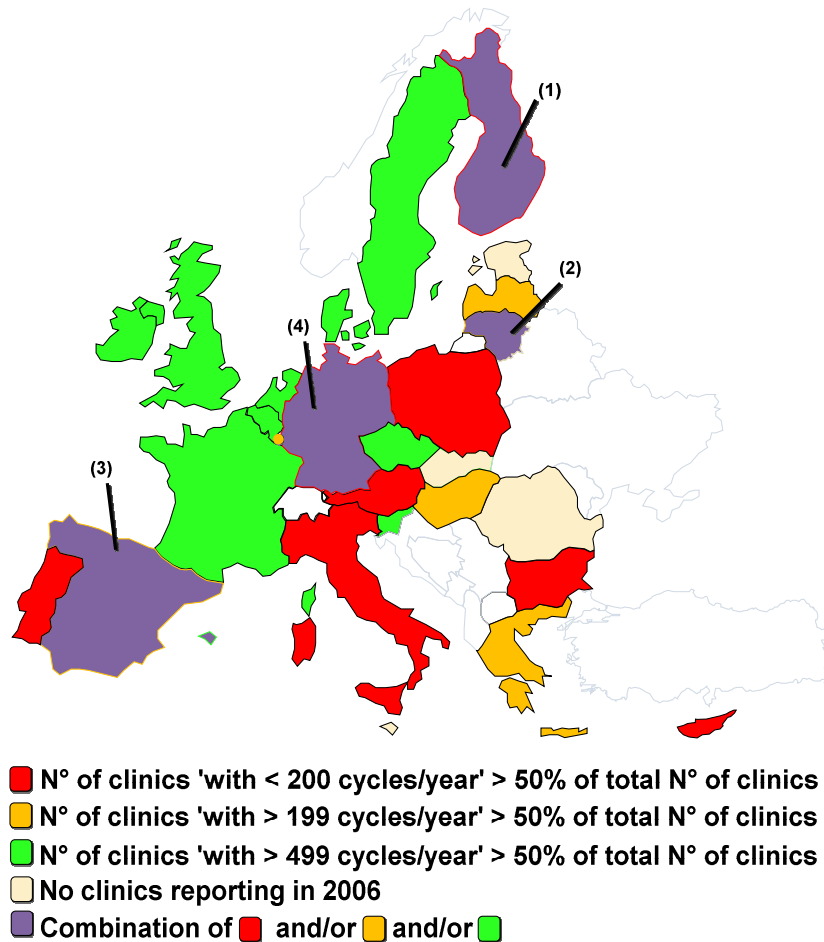 (1)
(2)
(4)
(3)
N° of clinics 'with < 200 cycles/year' > 50% of total N° of clinics
N° of clinics 'with > 199 cycles/year' > 50% of total N° of clinics
N° of clinics 'with > 499 cycles/year' > 50% of total N° of clinics
No clinics reporting in 2006
Combination of and/or and/or